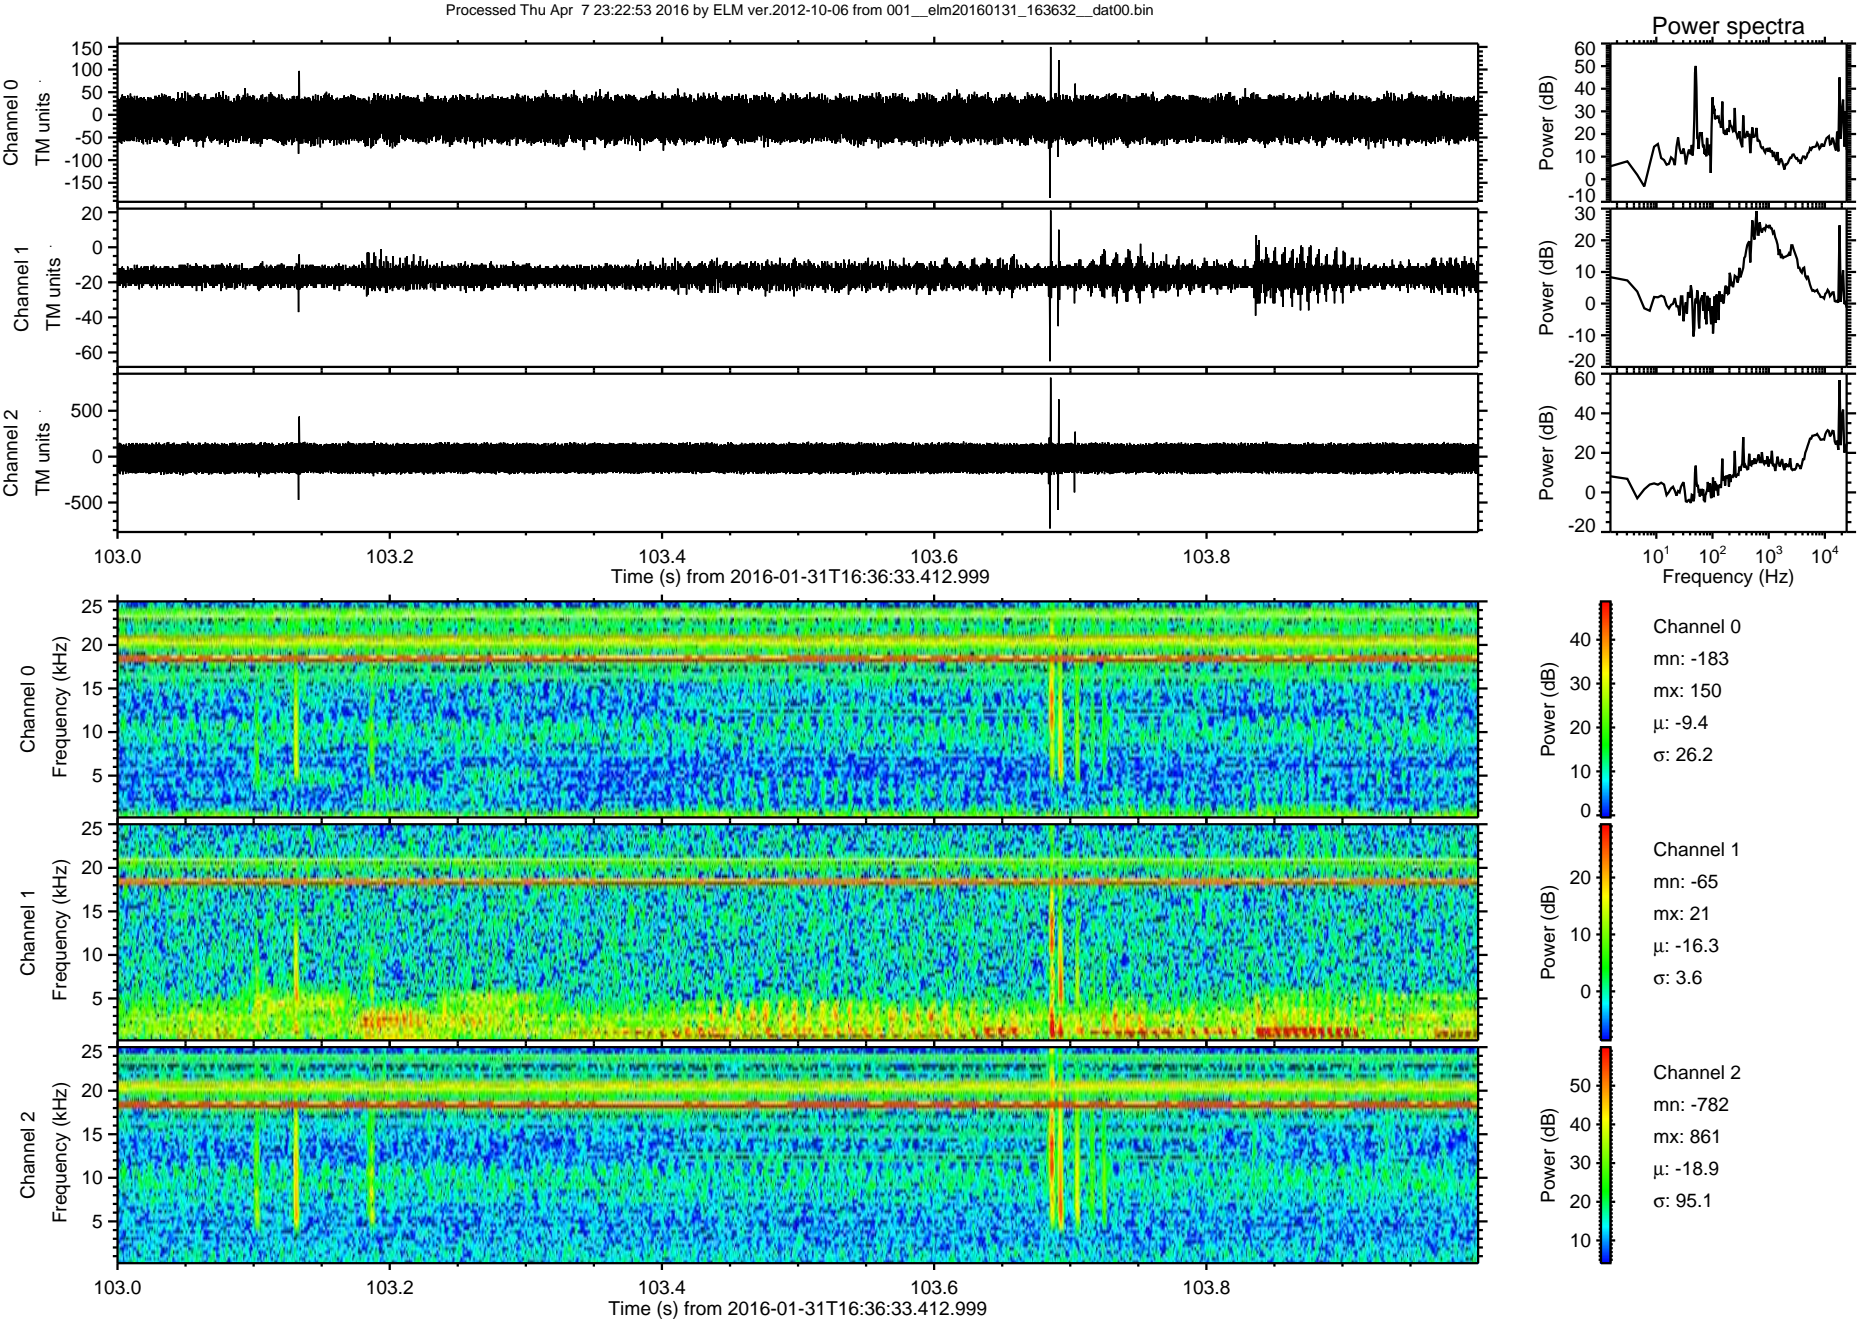 Processed Thu Apr  7 23:22:53 2016 by ELM ver.2012-10-06 from 001__elm20160131_163632__dat00.bin
Power spectra
Channel 0
TM units
150
100
50
0
-50
-100
-150
Power (dB)
60
50
40
30
20
10
0
-10
Channel 1
TM units
20
0
-20
-40
-60
Power (dB)
30
20
10
0
-10
-20
Channel 2
TM units
500
0
-500
Power (dB)
60
40
20
0
-20
103.0 103.2 103.4 103.6 103.8
Time (s) from 2016-01-31T16:36:33.412.999
10^1 10^2 10^3 10^4
Frequency (Hz)
Channel 0
Frequency (kHz)
25
20
15
10
5
Power (dB)
40
30
20
10
0
Channel 0
mn: -183
mx: 150
µ: -9.4
σ: 26.2
Channel 1
Frequency (kHz)
25
20
15
10
5
Power (dB)
20
10
0
Channel 1
mn: -65
mx: 21
µ: -16.3
σ: 3.6
Channel 2
Frequency (kHz)
25
20
15
10
5
Power (dB)
50
40
30
20
10
Channel 2
mn: -782
mx: 861
µ: -18.9
σ: 95.1
103.0 103.2 103.4 103.6 103.8
Time (s) from 2016-01-31T16:36:33.412.999